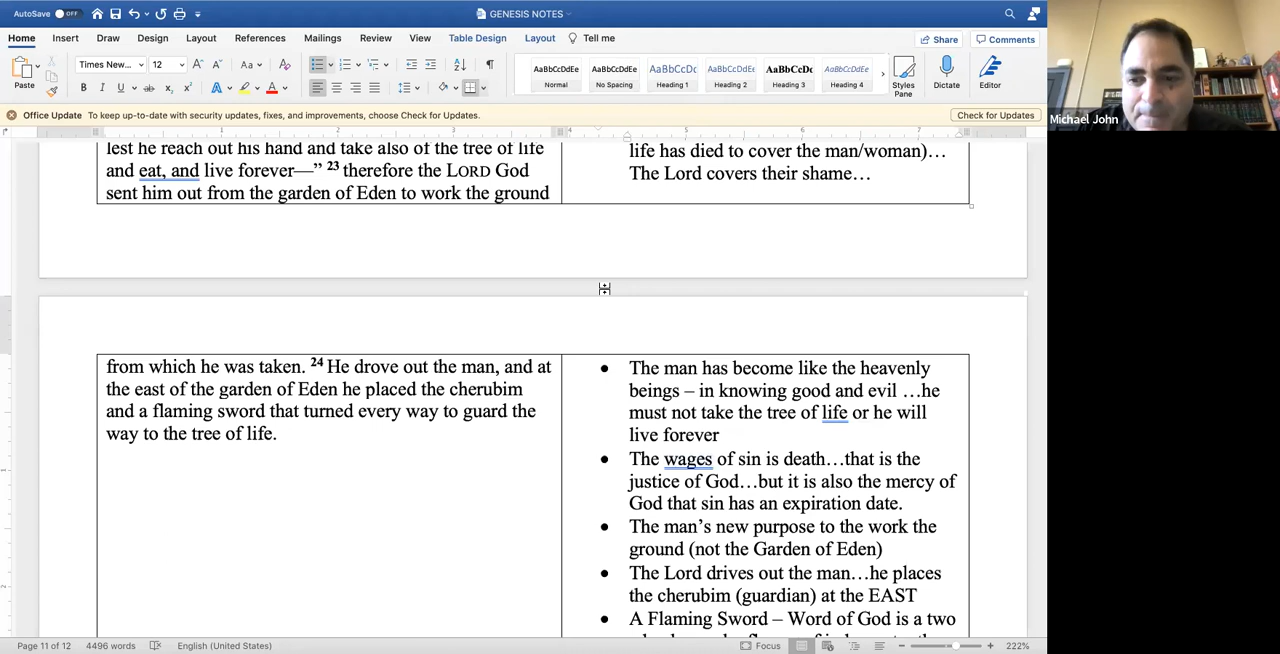 AutoSave OFF GENESIS NOTES
Home Insert Draw Design Layout References Mailings Review View Table Design Layout Tell me Share Comments
Paste Times New... 12 Aa
AaBbCcDdEe AaBbCcDdEe AaBbCcDc AaBbCcDdEe AaBbCcDc AaBbCcDdEe
Normal No Spacing Heading 1 Heading 2 Heading 3 Heading 4 Styles Pane Dictate Editor
B I U ab x₂ x² A A
Office Update To keep up-to-date with security updates, fixes, and improvements, choose Check for Updates. Check for Updates
Michael John
1 2 3 4 5 6 7
lest he reach out his hand and take also of the tree of life
and eat, and live forever—” 23 therefore the LORD God
sent him out from the garden of Eden to work the ground
life has died to cover the man/woman)…
The Lord covers their shame…
from which he was taken. 24 He drove out the man, and at
the east of the garden of Eden he placed the cherubim
and a flaming sword that turned every way to guard the
way to the tree of life.
• The man has become like the heavenly
beings – in knowing good and evil …he
must not take the tree of life or he will
live forever
• The wages of sin is death…that is the
justice of God…but it is also the mercy of
God that sin has an expiration date.
• The man’s new purpose to the work the
ground (not the Garden of Eden)
• The Lord drives out the man…he places
the cherubim (guardian) at the EAST
• A Flaming Sword – Word of God is a two
Page 11 of 12 4496 words English (United States) Focus 222%